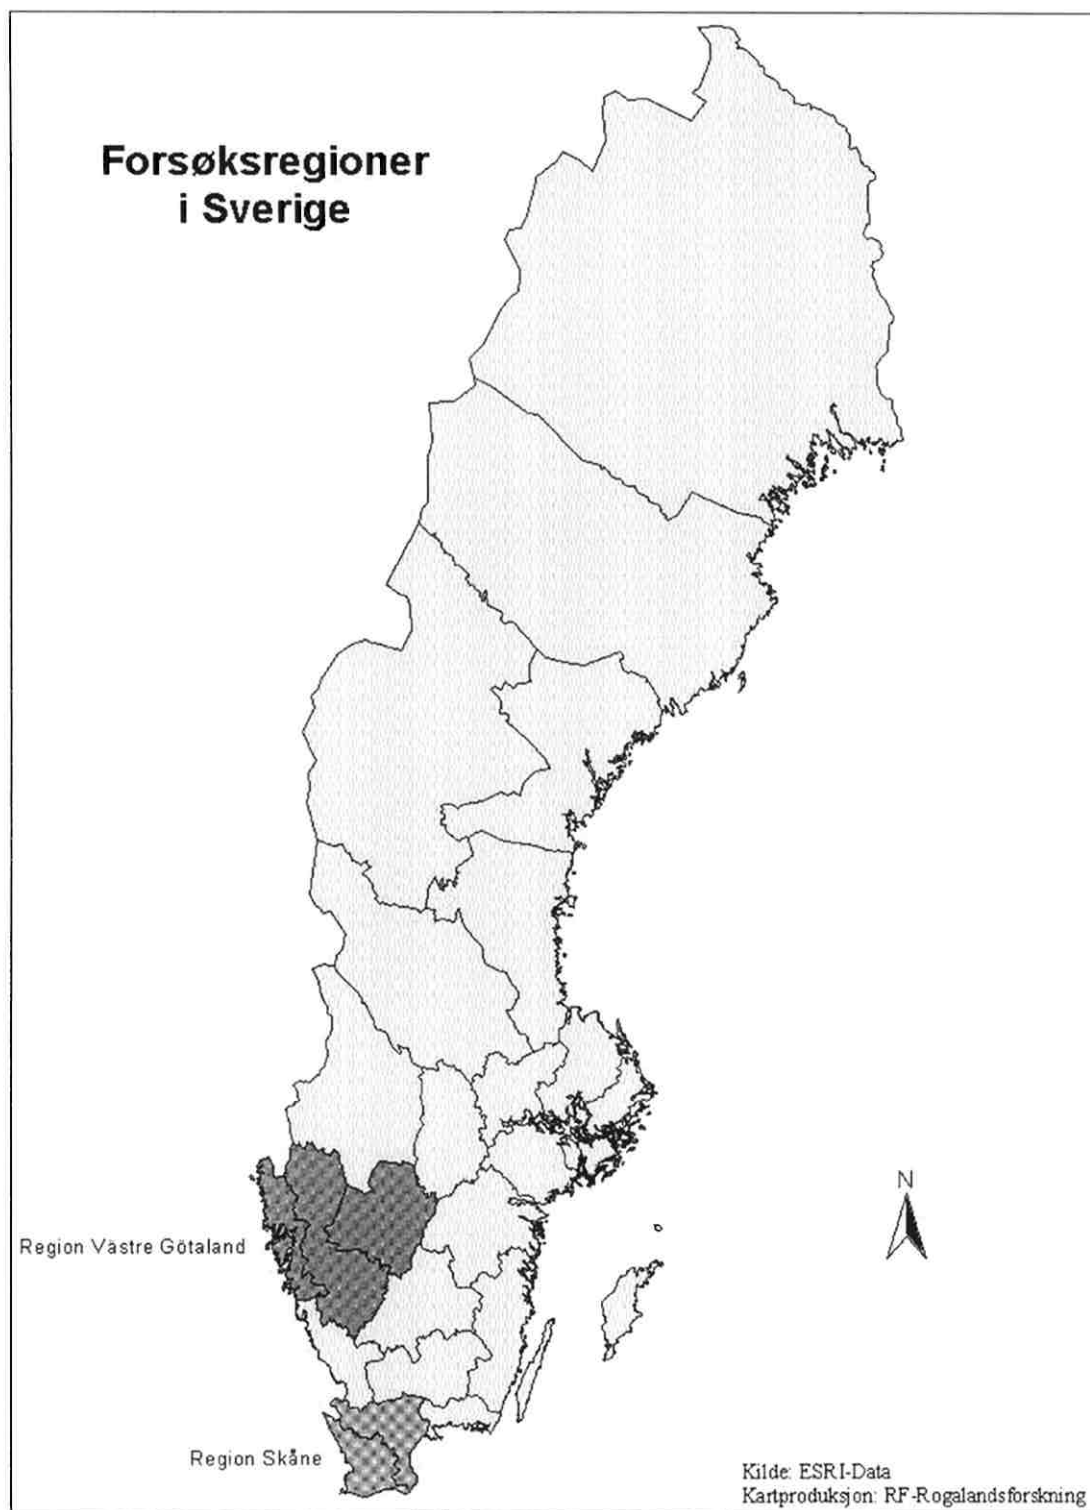 Forsøksregioner
i Sverige
N
Region Västre Götaland
Region Skåne
Kilde: ESRI-Data
Kartproduksjon: RF-Rogalandsforskning